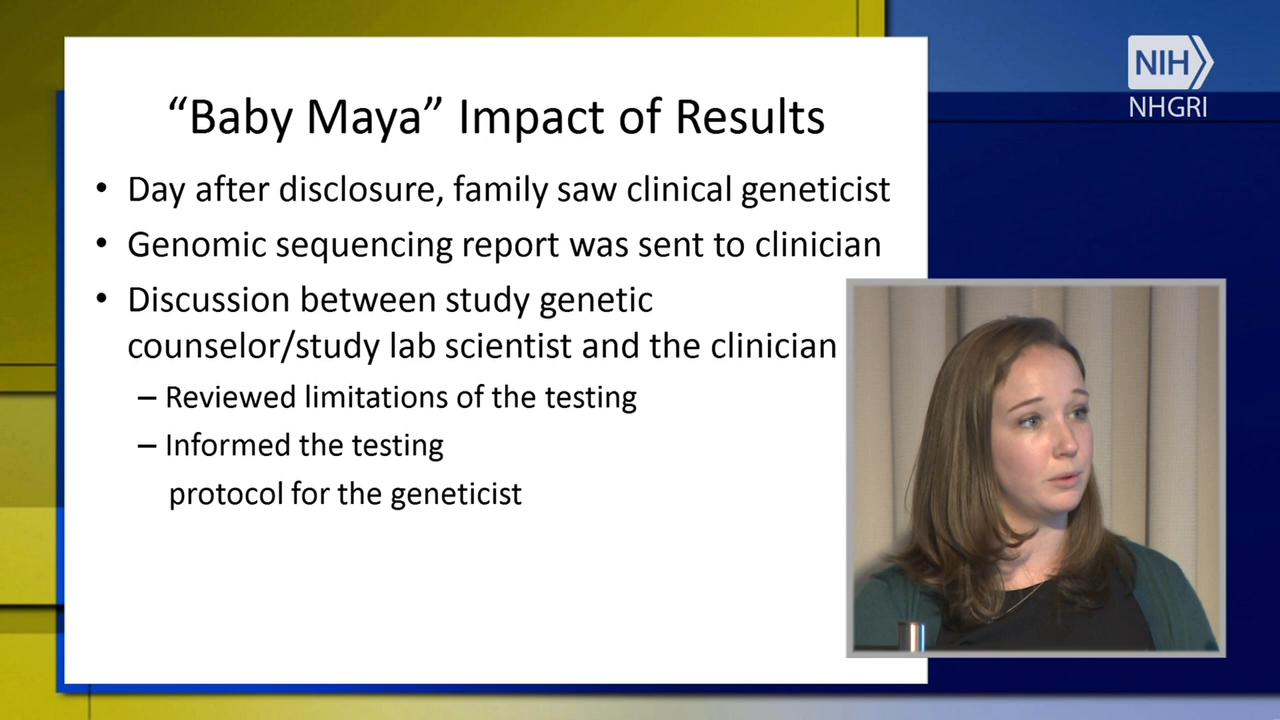 NIH
NHGRI
“Baby Maya” Impact of Results
• Day after disclosure, family saw clinical geneticist
• Genomic sequencing report was sent to clinician
• Discussion between study genetic
counselor/study lab scientist and the clinician
– Reviewed limitations of the testing
– Informed the testing
protocol for the geneticist